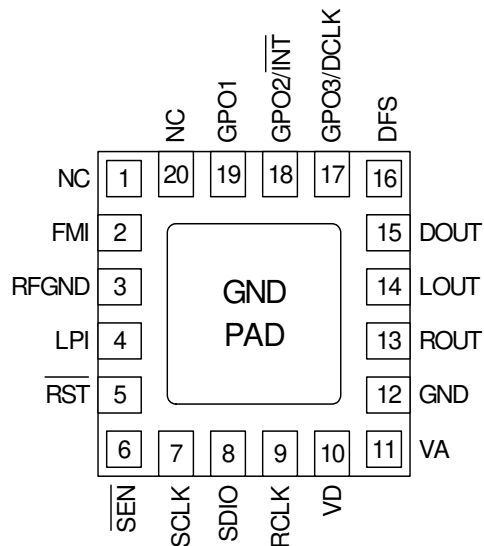 NC
GPO1
GPO2/INT
GPO3/DCLK
DFS
NC 1 20 19 18 17 16
FMI 2 15 DOUT
RFGND 3 GND 14 LOUT
LPI 4 PAD 13 ROUT
RST 5 12 GND
6 7 8 9 10 11 VA
SEN
SCLK
SDIO
RCLK
VD